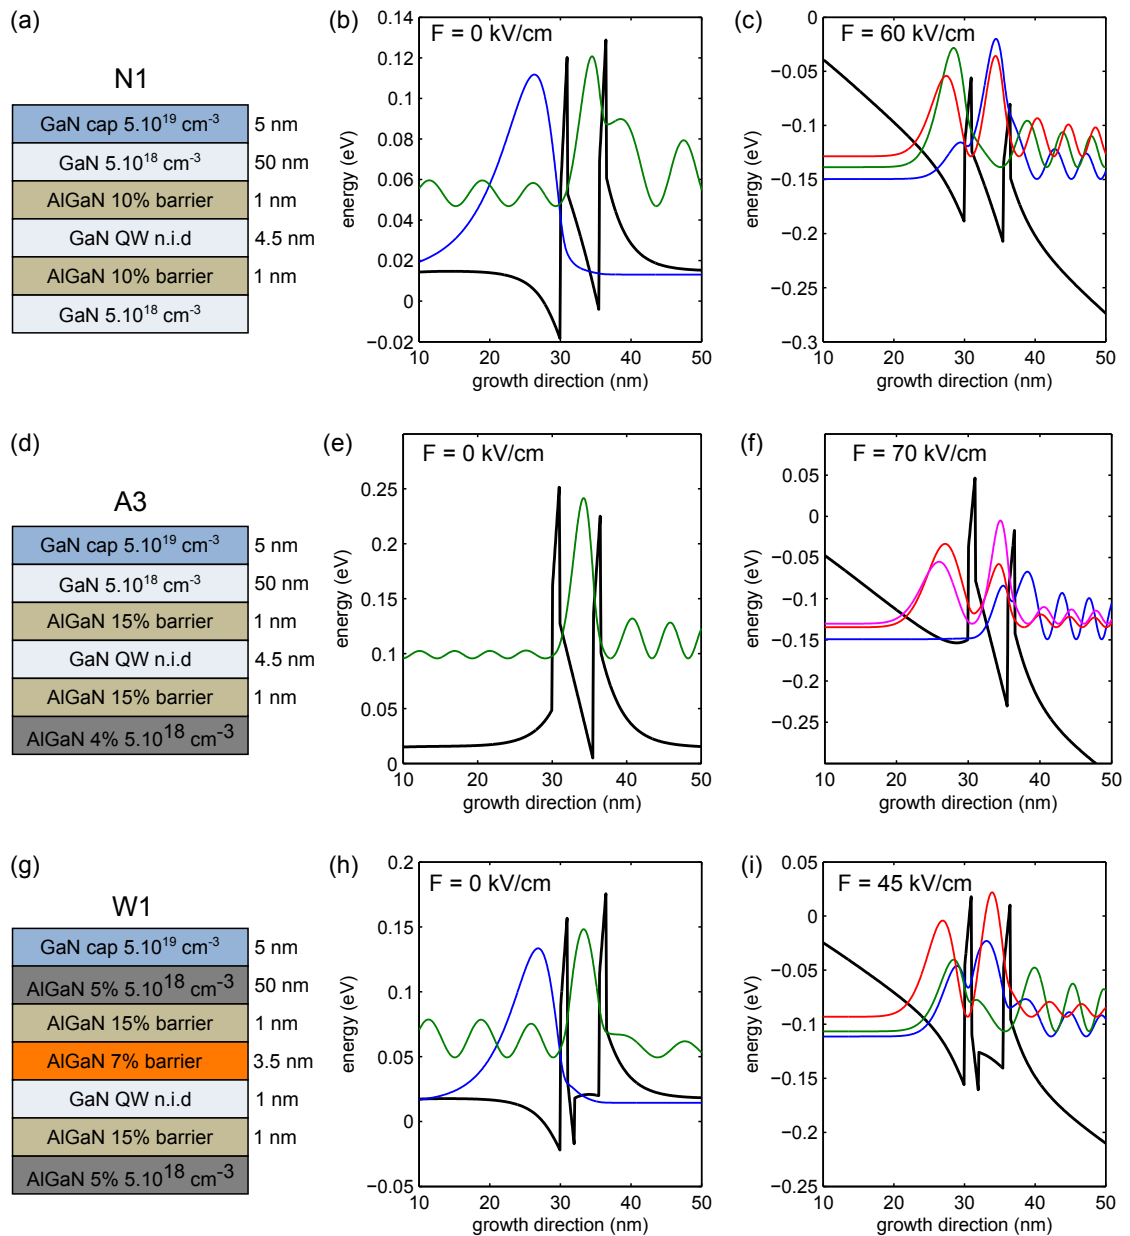 (a)
N1
GaN cap 5.10^19 cm^-3 5 nm
GaN 5.10^18 cm^-3 50 nm
AlGaN 10% barrier 1 nm
GaN QW n.i.d 4.5 nm
AlGaN 10% barrier 1 nm
GaN 5.10^18 cm^-3
(b)
F = 0 kV/cm
energy (eV)
0.14
0.12
0.1
0.08
0.06
0.04
0.02
0
−0.02
10 20 30 40 50
growth direction (nm)
(c)
F = 60 kV/cm
energy (eV)
0
−0.05
−0.1
−0.15
−0.2
−0.25
−0.3
10 20 30 40 50
growth direction (nm)
(d)
A3
GaN cap 5.10^19 cm^-3 5 nm
GaN 5.10^18 cm^-3 50 nm
AlGaN 15% barrier 1 nm
GaN QW n.i.d 4.5 nm
AlGaN 15% barrier 1 nm
AlGaN 4% 5.10^18 cm^-3
(e)
F = 0 kV/cm
energy (eV)
0.25
0.2
0.15
0.1
0.05
0
10 20 30 40 50
growth direction (nm)
(f)
F = 70 kV/cm
energy (eV)
0.05
0
−0.05
−0.1
−0.15
−0.2
−0.25
10 20 30 40 50
growth direction (nm)
(g)
W1
GaN cap 5.10^19 cm^-3 5 nm
AlGaN 5% 5.10^18 cm^-3 50 nm
AlGaN 15% barrier 1 nm
AlGaN 7% barrier 3.5 nm
GaN QW n.i.d 1 nm
AlGaN 15% barrier 1 nm
AlGaN 5% 5.10^18 cm^-3
(h)
F = 0 kV/cm
energy (eV)
0.2
0.15
0.1
0.05
0
−0.05
10 20 30 40 50
growth direction (nm)
(i)
F = 45 kV/cm
energy (eV)
0.05
0
−0.05
−0.1
−0.15
−0.2
−0.25
10 20 30 40 50
growth direction (nm)